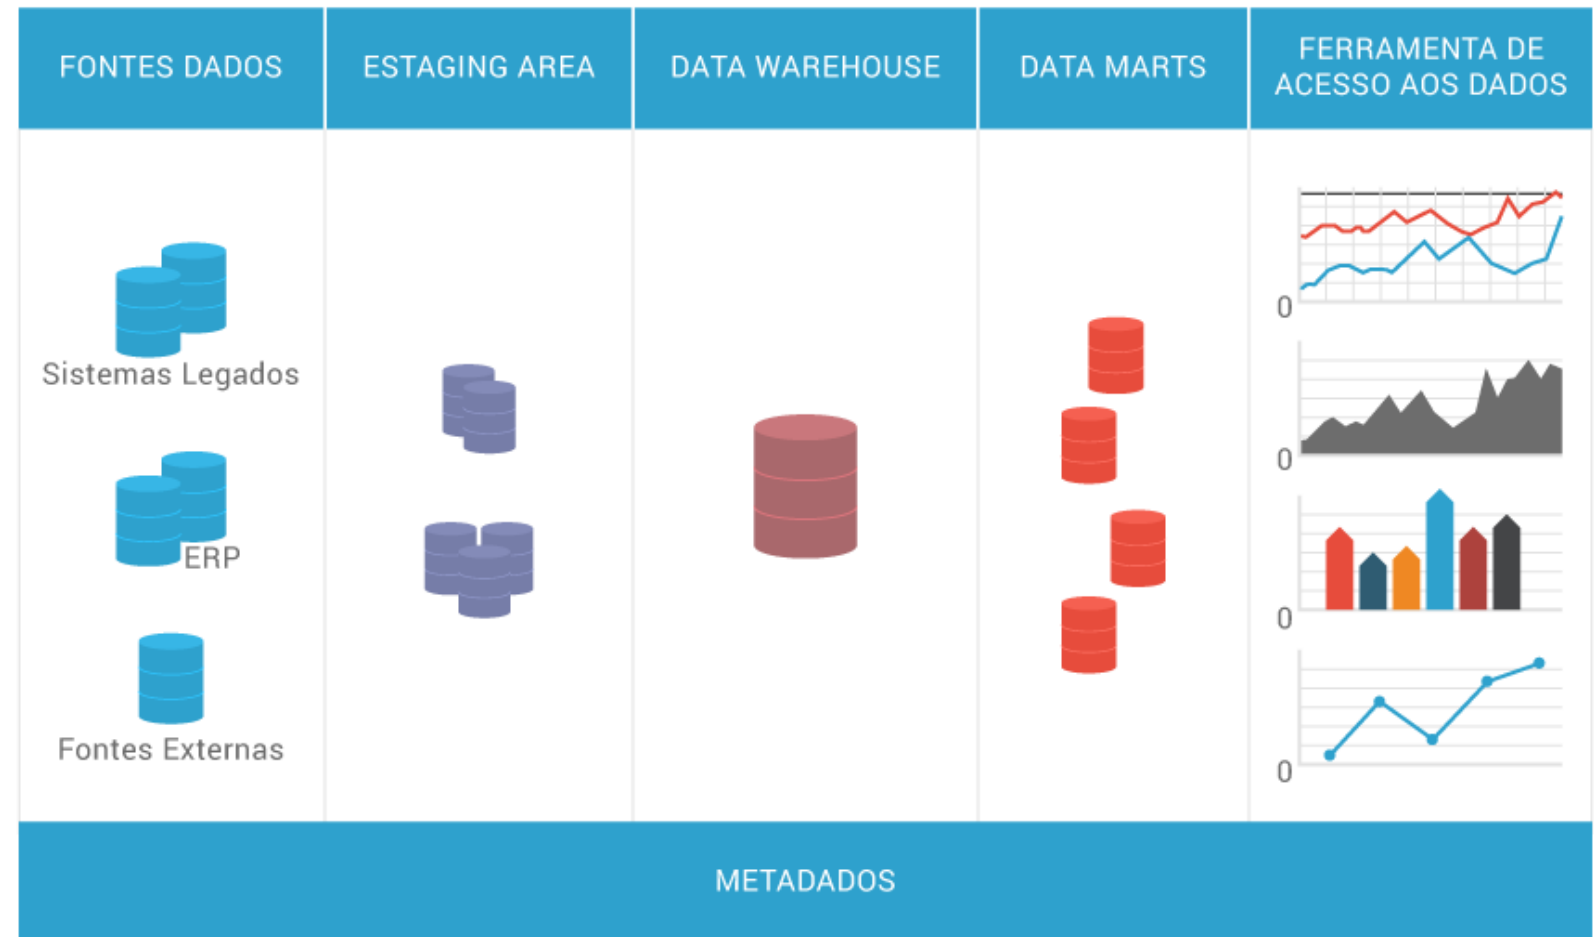 FONTES DADOS
ESTAGING AREA
DATA WAREHOUSE
DATA MARTS
FERRAMENTA DE
ACESSO AOS DADOS
Sistemas Legados
ERP
Fontes Externas
0
0
0
0
METADADOS